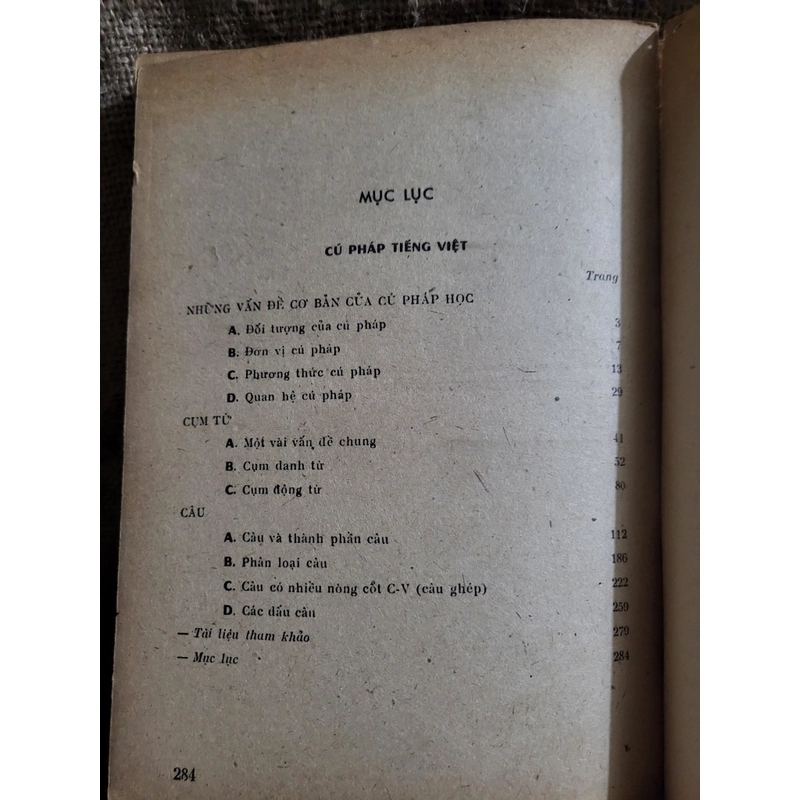 MỤC LỤC
CÚ PHÁP TIẾNG VIỆT
Trang
NHỮNG VẤN ĐỀ CƠ BẢN CỦA CÚ PHÁP HỌC
A. Đối tượng của cú pháp 3
B. Đơn vị cú pháp 7
C. Phương thức cú pháp 13
D. Quan hệ cú pháp 29
CỤM TỪ
A. Một vài vấn đề chung 41
B. Cụm danh từ 52
C. Cụm động từ 80
CÂU
A. Câu và thành phần câu 112
B. Phân loại câu 186
C. Câu có nhiều nòng cốt C-V (câu ghép) 222
D. Các dấu câu 259
— Tài liệu tham khảo 279
— Mục lục 284
284